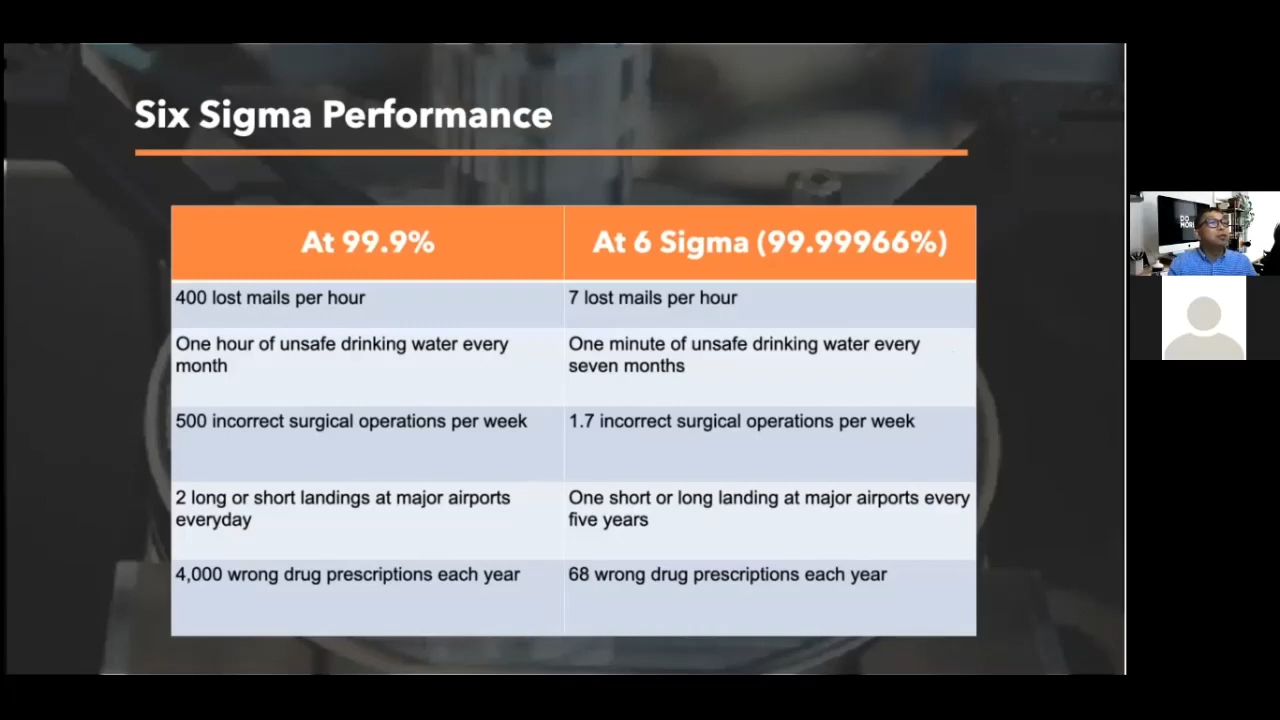 Six Sigma Performance
At 99.9%
At 6 Sigma (99.99966%)
400 lost mails per hour
7 lost mails per hour
One hour of unsafe drinking water every
month
One minute of unsafe drinking water every
seven months
500 incorrect surgical operations per week
1.7 incorrect surgical operations per week
2 long or short landings at major airports
everyday
One short or long landing at major airports every
five years
4,000 wrong drug prescriptions each year
68 wrong drug prescriptions each year
DO
MORE